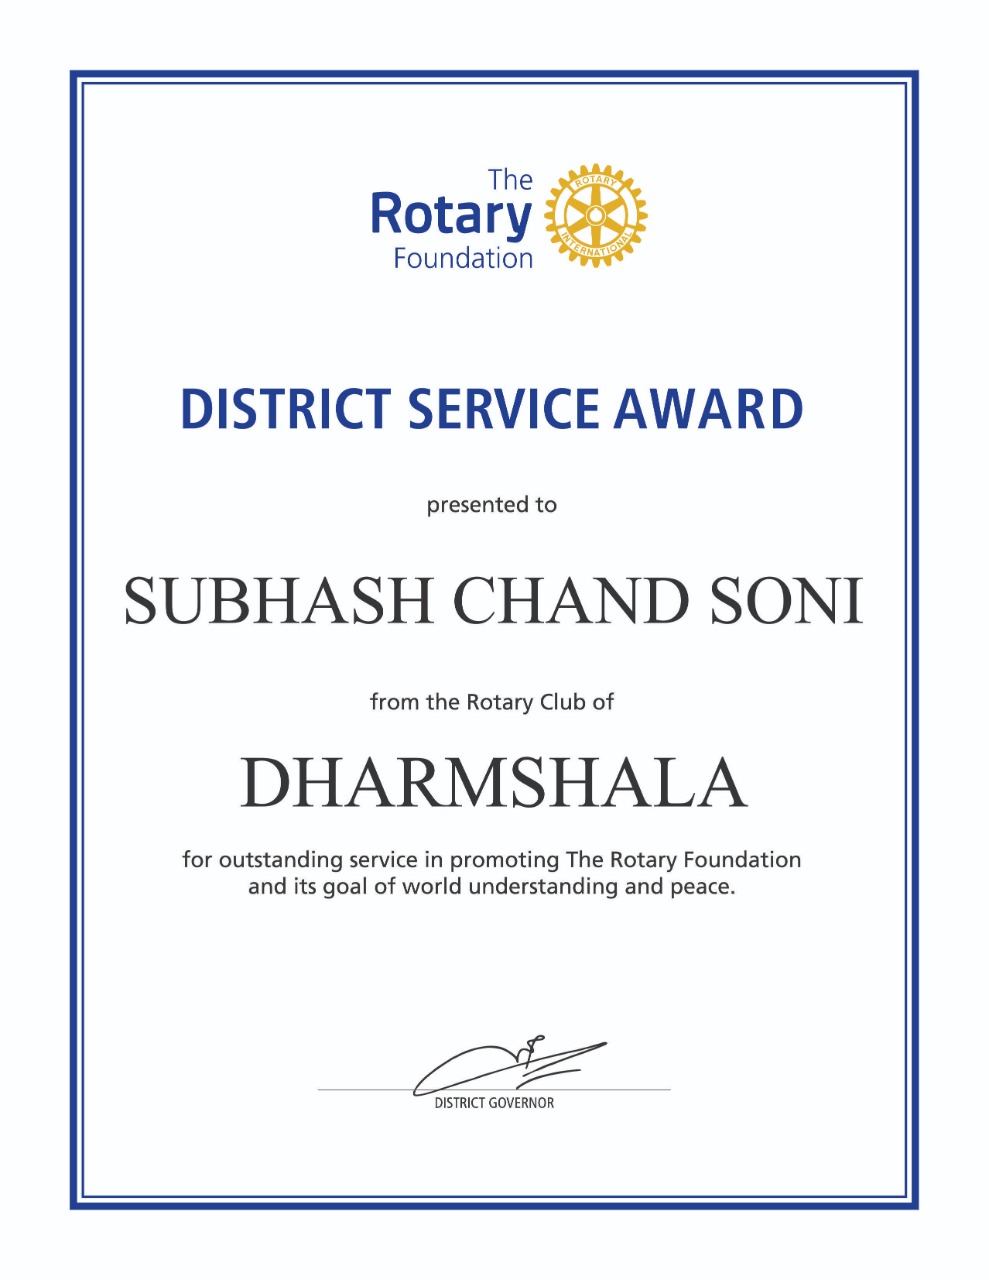 The
Rotary
Foundation
ROTARY
INTERNATIONAL
DISTRICT SERVICE AWARD
presented to
SUBHASH CHAND SONI
from the Rotary Club of
DHARMSHALA
for outstanding service in promoting The Rotary Foundation
and its goal of world understanding and peace.
DISTRICT GOVERNOR